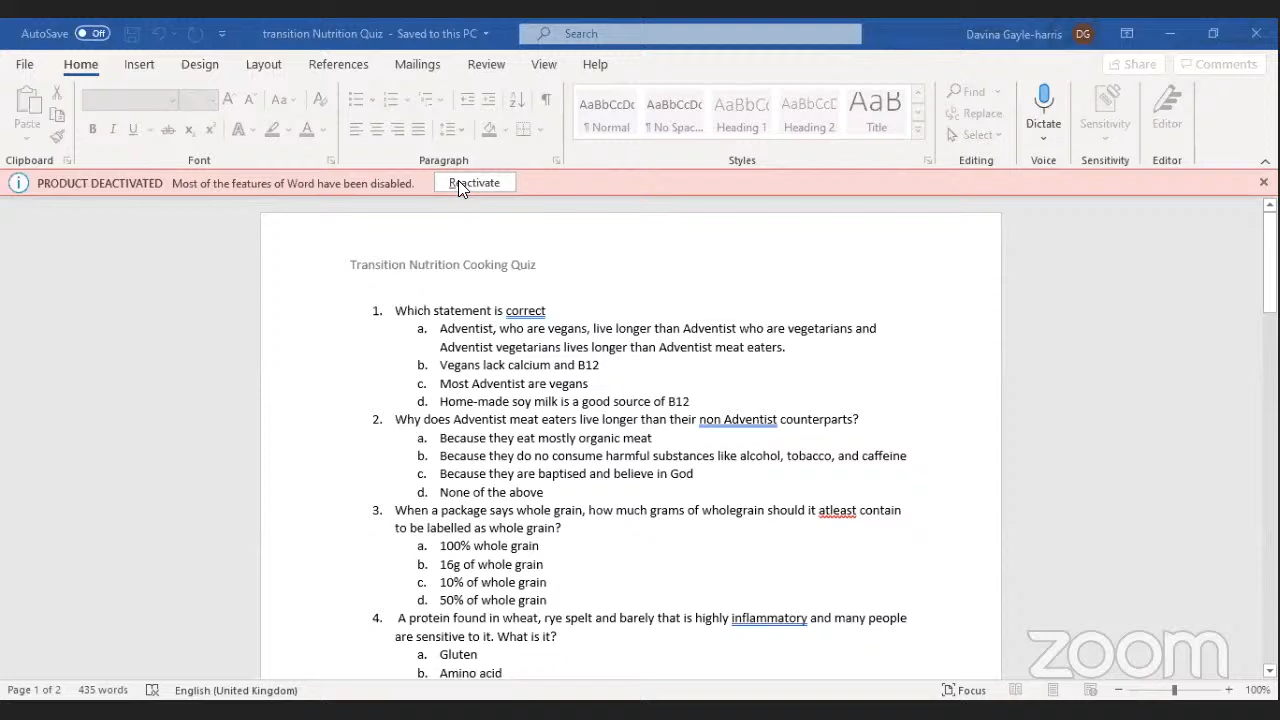 AutoSave Off transition Nutrition Quiz - Saved to this PC Search Davina Gayle-harris DG
File Home Insert Design Layout References Mailings Review View Help Share Comments
Paste
B I U ab x₂ x² A A
A A Aa A
AaBbCcDc AaBbCcDc AaBbCc AaBbCcD AaB
¶ Normal ¶ No Spac... Heading 1 Heading 2 Title
Find
Replace
Select
Dictate Sensitivity Editor
Clipboard Font Paragraph Styles Editing Voice Sensitivity Editor
PRODUCT DEACTIVATED Most of the features of Word have been disabled. Reactivate
Transition Nutrition Cooking Quiz
1. Which statement is correct
a. Adventist, who are vegans, live longer than Adventist who are vegetarians and
Adventist vegetarians lives longer than Adventist meat eaters.
b. Vegans lack calcium and B12
c. Most Adventist are vegans
d. Home-made soy milk is a good source of B12
2. Why does Adventist meat eaters live longer than their non Adventist counterparts?
a. Because they eat mostly organic meat
b. Because they do no consume harmful substances like alcohol, tobacco, and caffeine
c. Because they are baptised and believe in God
d. None of the above
3. When a package says whole grain, how much grams of wholegrain should it atleast contain
to be labelled as whole grain?
a. 100% whole grain
b. 16g of whole grain
c. 10% of whole grain
d. 50% of whole grain
4. A protein found in wheat, rye spelt and barely that is highly inflammatory and many people
are sensitive to it. What is it?
a. Gluten
b. Amino acid
zoom
Page 1 of 2 435 words English (United Kingdom) Focus 100%